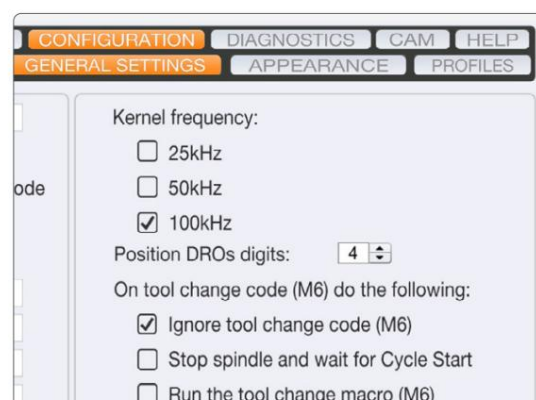 CONFIGURATION DIAGNOSTICS CAM HELP
GENERAL SETTINGS APPEARANCE PROFILES
Kernel frequency:
25kHz
ode
50kHz
100kHz
Position DROs digits: 4
On tool change code (M6) do the following:
Ignore tool change code (M6)
Stop spindle and wait for Cycle Start
Run the tool change macro (M6)